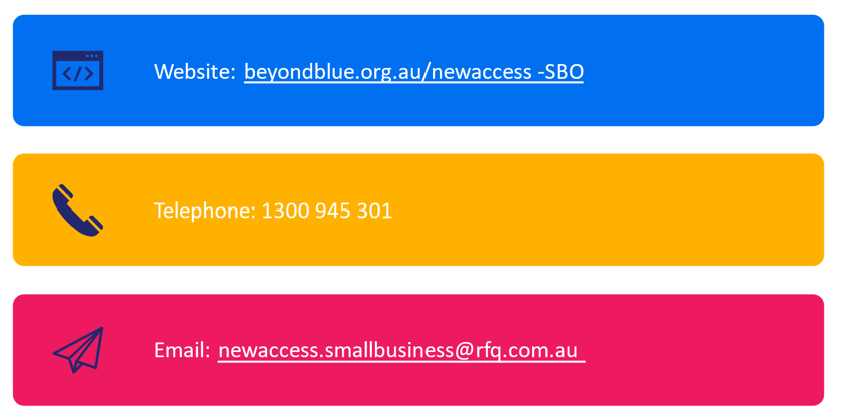 Website: beyondblue.org.au/newaccess -SBO
Telephone: 1300 945 301
Email: newaccess.smallbusiness@rfq.com.au